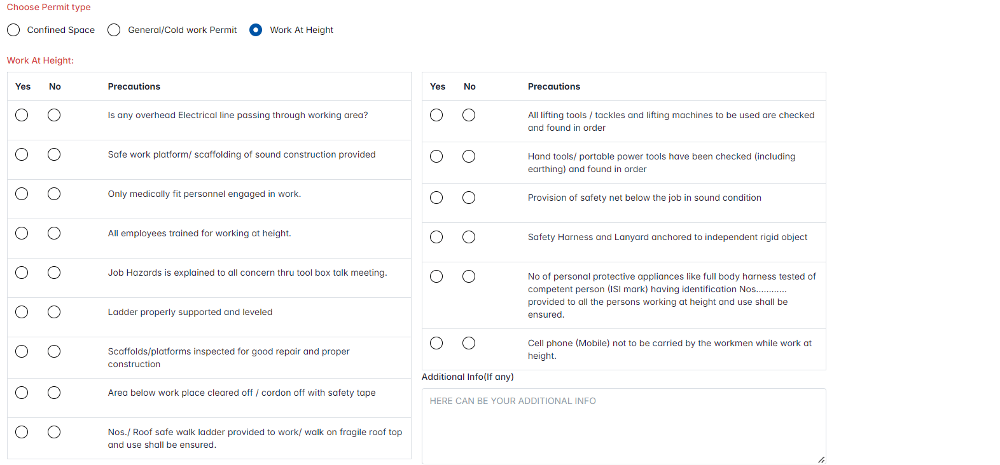 Choose Permit type
Confined Space General/Cold work Permit Work At Height
Work At Height:
Yes No Precautions
Is any overhead Electrical line passing through working area?
Safe work platform/ scaffolding of sound construction provided
Only medically fit personnel engaged in work.
All employees trained for working at height.
Job Hazards is explained to all concern thru tool box talk meeting.
Ladder properly supported and leveled
Scaffolds/platforms inspected for good repair and proper
construction
Area below work place cleared off / cordon off with safety tape
Nos./ Roof safe walk ladder provided to work/ walk on fragile roof top
and use shall be ensured.
Yes No Precautions
All lifting tools / tackles and lifting machines to be used are checked
and found in order
Hand tools/ portable power tools have been checked (including
earthing) and found in order
Provision of safety net below the job in sound condition
Safety Harness and Lanyard anchored to independent rigid object
No of personal protective appliances like full body harness tested of
competent person (ISI mark) having identification Nos............
provided to all the persons working at height and use shall be
ensured.
Cell phone (Mobile) not to be carried by the workmen while work at
height.
Additional Info(If any)
HERE CAN BE YOUR ADDITIONAL INFO